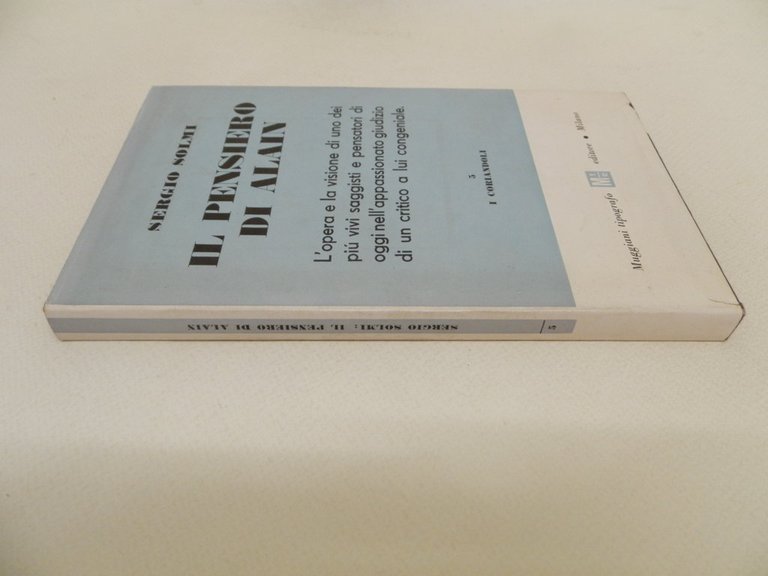 SERGIO SOLMI
IL PENSIERO
DI ALAIN
L'opera e la visione di uno dei
piú vivi saggisti e pensatori di
oggi nell'appassionato giudizio
di un critico a lui congeniale.
5
I CORIANDOLI
Muggiani tipografo editore • Milano
SERGIO SOLMI: IL PENSIERO DI ALAIN
5